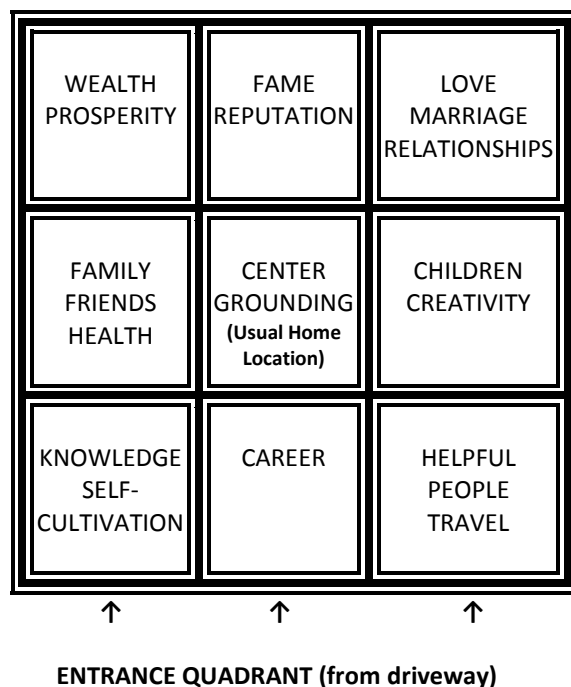 WEALTH
PROSPERITY
FAME
REPUTATION
LOVE
MARRIAGE
RELATIONSHIPS
FAMILY
FRIENDS
HEALTH
CENTER
GROUNDING
(Usual Home
Location)
CHILDREN
CREATIVITY
KNOWLEDGE
SELF-
CULTIVATION
CAREER
HELPFUL
PEOPLE
TRAVEL
↑ ↑ ↑
ENTRANCE QUADRANT (from driveway)